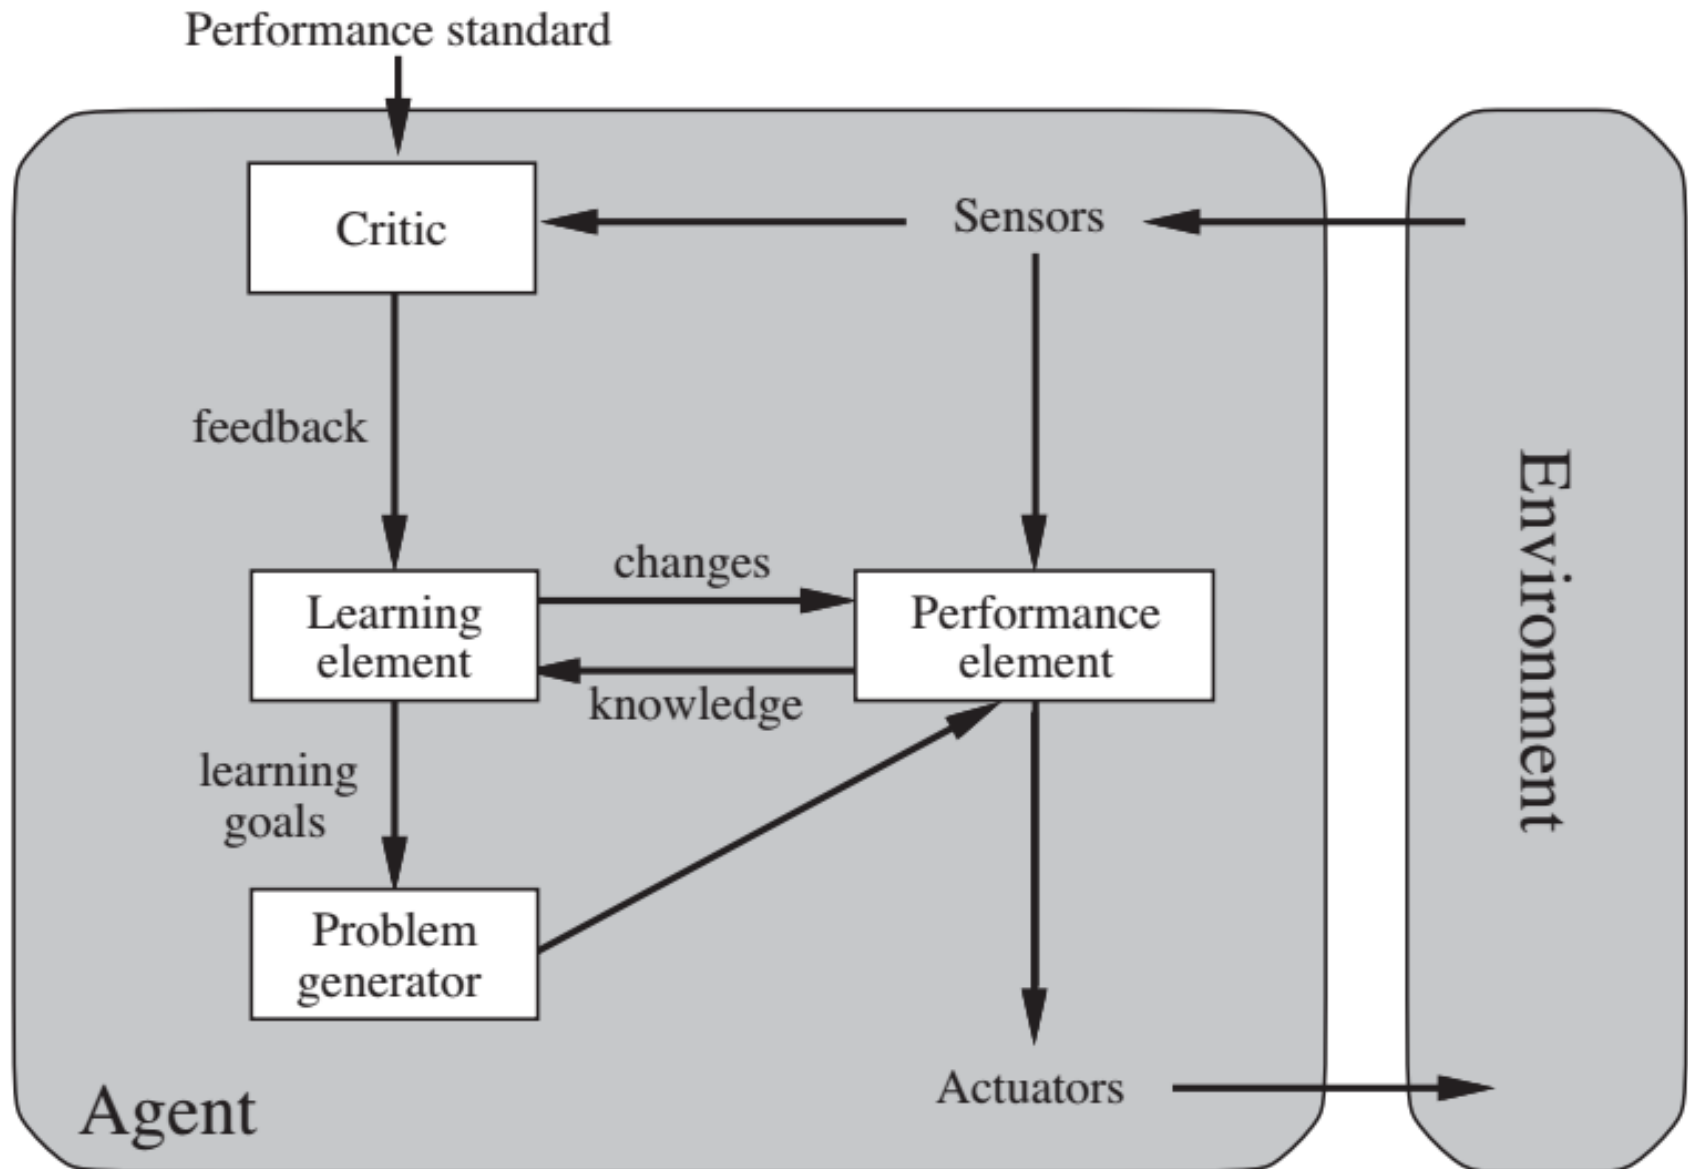 Performance standard
Critic
Sensors
feedback
changes
Learning
element
Performance
element
knowledge
learning
goals
Problem
generator
Agent
Actuators
Environment